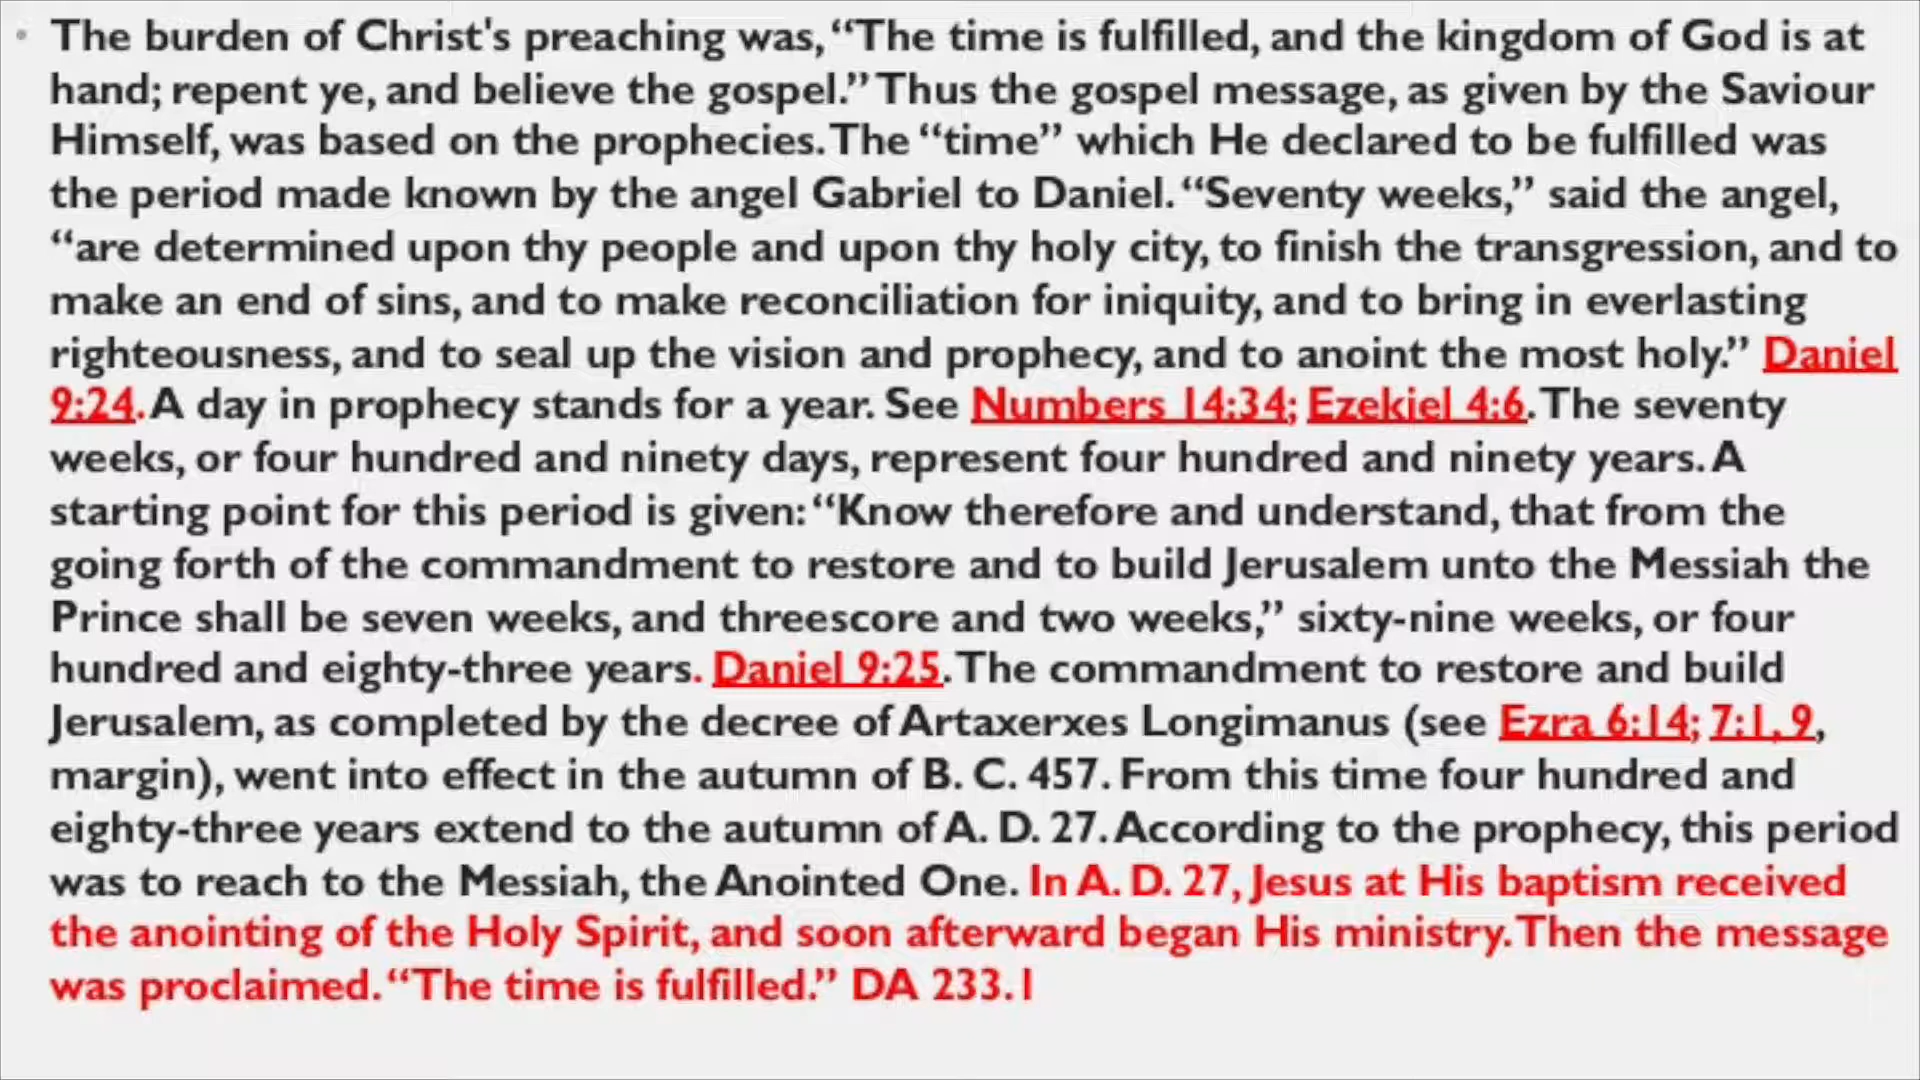 • The burden of Christ's preaching was, “The time is fulfilled, and the kingdom of God is at
hand; repent ye, and believe the gospel.” Thus the gospel message, as given by the Saviour
Himself, was based on the prophecies. The “time” which He declared to be fulfilled was
the period made known by the angel Gabriel to Daniel. “Seventy weeks,” said the angel,
“are determined upon thy people and upon thy holy city, to finish the transgression, and to
make an end of sins, and to make reconciliation for iniquity, and to bring in everlasting
righteousness, and to seal up the vision and prophecy, and to anoint the most holy.” Daniel
9:24. A day in prophecy stands for a year. See Numbers 14:34; Ezekiel 4:6. The seventy
weeks, or four hundred and ninety days, represent four hundred and ninety years. A
starting point for this period is given: “Know therefore and understand, that from the
going forth of the commandment to restore and to build Jerusalem unto the Messiah the
Prince shall be seven weeks, and threescore and two weeks,” sixty-nine weeks, or four
hundred and eighty-three years. Daniel 9:25. The commandment to restore and build
Jerusalem, as completed by the decree of Artaxerxes Longimanus (see Ezra 6:14; 7:1, 9,
margin), went into effect in the autumn of B. C. 457. From this time four hundred and
eighty-three years extend to the autumn of A. D. 27. According to the prophecy, this period
was to reach to the Messiah, the Anointed One. In A. D. 27, Jesus at His baptism received
the anointing of the Holy Spirit, and soon afterward began His ministry. Then the message
was proclaimed. “The time is fulfilled.” DA 233.1